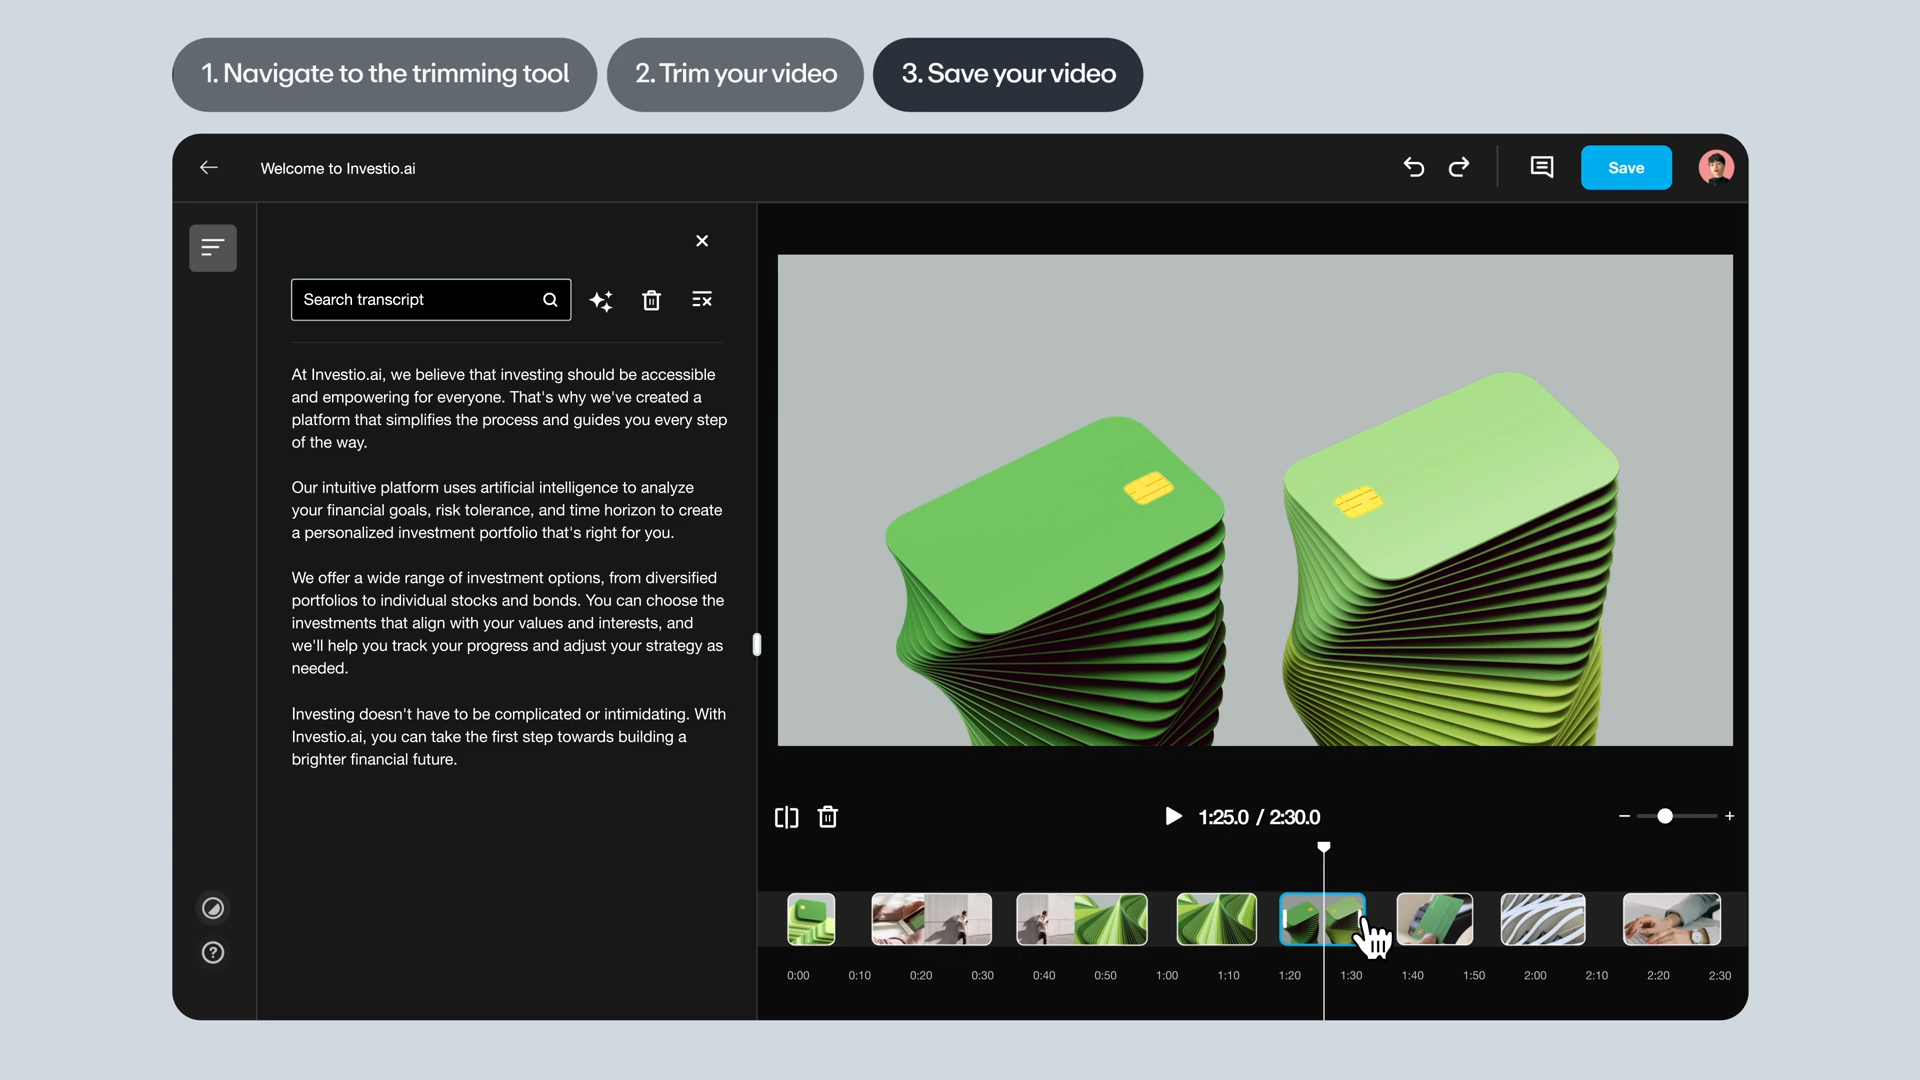 1. Navigate to the trimming tool
2. Trim your video
3. Save your video
Welcome to Investio.ai
Save
Search transcript
At Investio.ai, we believe that investing should be accessible
and empowering for everyone. That's why we've created a
platform that simplifies the process and guides you every step
of the way.
Our intuitive platform uses artificial intelligence to analyze
your financial goals, risk tolerance, and time horizon to create
a personalized investment portfolio that's right for you.
We offer a wide range of investment options, from diversified
portfolios to individual stocks and bonds. You can choose the
investments that align with your values and interests, and
we'll help you track your progress and adjust your strategy as
needed.
Investing doesn't have to be complicated or intimidating. With
Investio.ai, you can take the first step towards building a
brighter financial future.
1:25.0 / 2:30.0
0:00 0:10 0:20 0:30 0:40 0:50 1:00 1:10 1:20 1:30 1:40 1:50 2:00 2:10 2:20 2:30